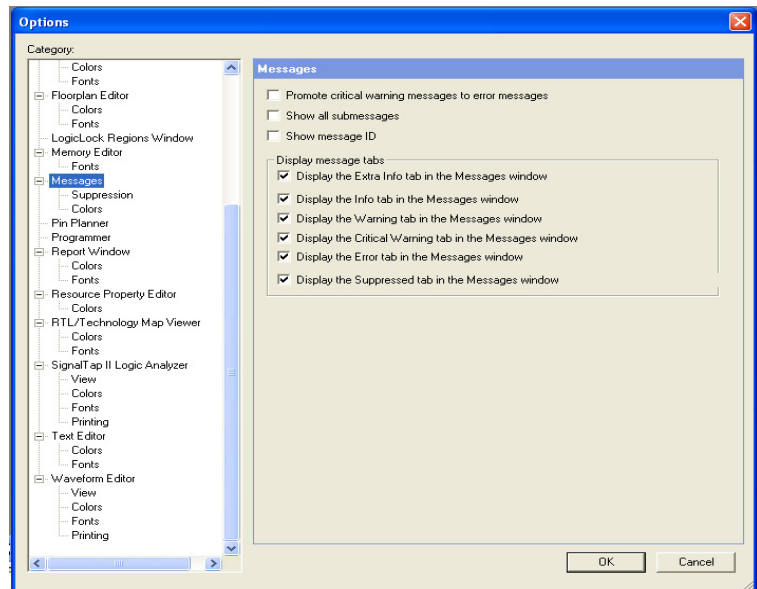 Options
Category:
Colors
Fonts
Floorplan Editor
Colors
Fonts
LogicLock Regions Window
Memory Editor
Fonts
Messages
Suppression
Colors
Pin Planner
Programmer
Report Window
Colors
Fonts
Resource Property Editor
Colors
RTL/Technology Map Viewer
Colors
Fonts
SignalTap II Logic Analyzer
View
Colors
Fonts
Printing
Text Editor
Colors
Fonts
Waveform Editor
View
Colors
Fonts
Printing
Messages
Promote critical warning messages to error messages
Show all submessages
Show message ID
Display message tabs
Display the Extra Info tab in the Messages window
Display the Info tab in the Messages window
Display the Warning tab in the Messages window
Display the Critical Warning tab in the Messages window
Display the Error tab in the Messages window
Display the Suppressed tab in the Messages window
OK
Cancel